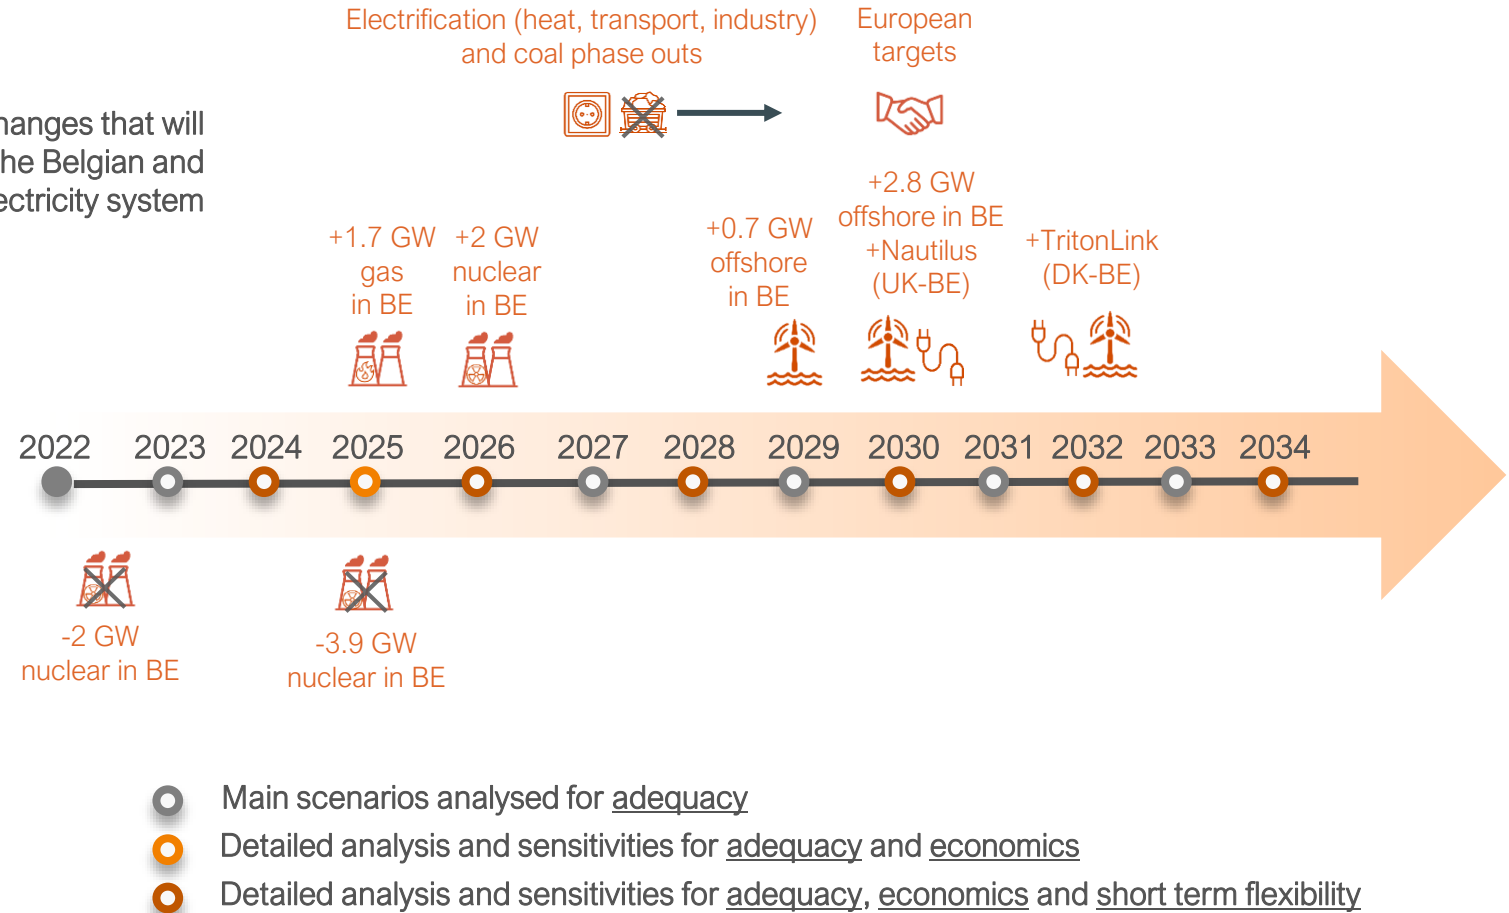 Electrification (heat, transport, industry)
and coal phase outs
European
targets
that will
the Belgian and
system
+1.7 GW
gas
in BE
+2 GW
nuclear
in BE
+0.7 GW
offshore
in BE
+2.8 GW
offshore in BE
+Nautilus
(UK-BE)
+TritonLink
(DK-BE)
2022 2023 2024 2025 2026 2027 2028 2029 2030 2031 2032 2033 2034
-2 GW
nuclear in BE
-3.9 GW
nuclear in BE
Main scenarios analysed for adequacy
Detailed analysis and sensitivities for adequacy and economics
Detailed analysis and sensitivities for adequacy, economics and short term flexibility